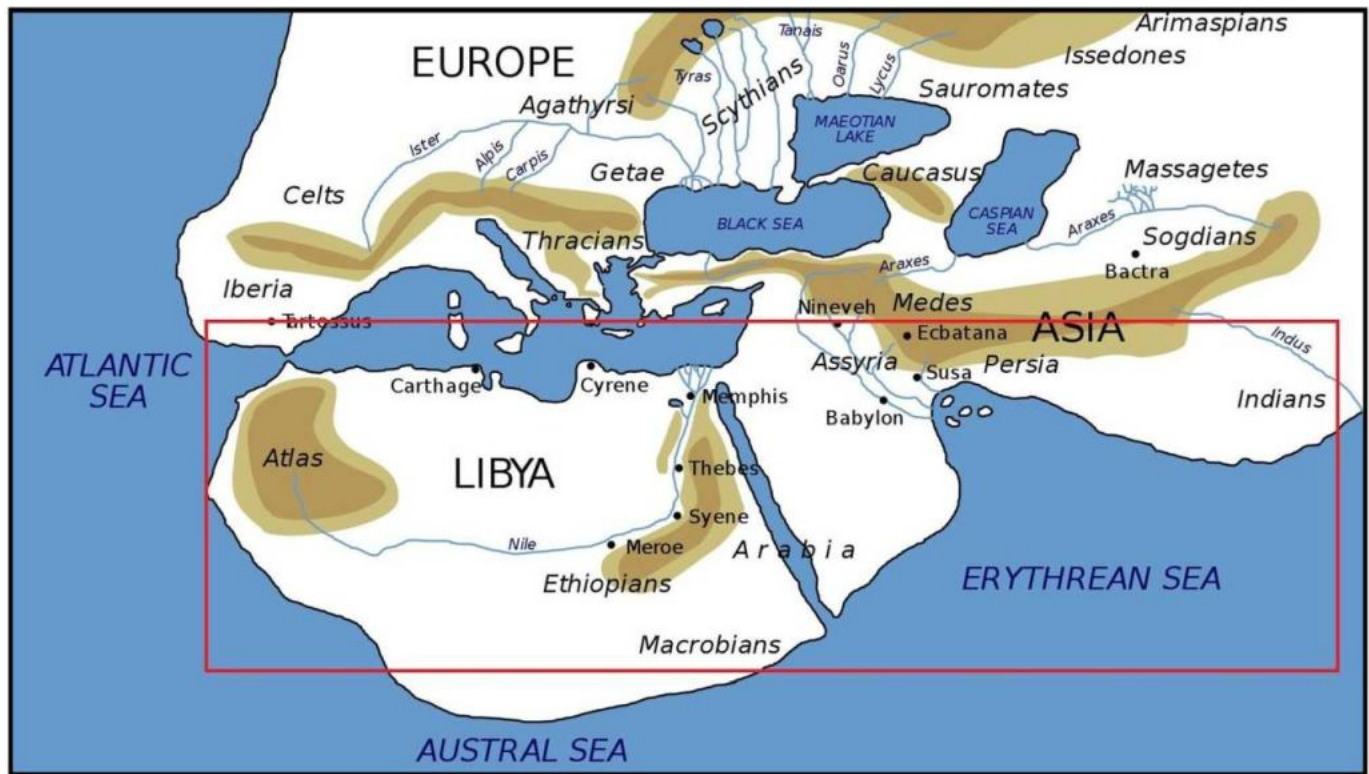 Arimaspians
Tanais
EUROPE
Oarus
Lycus
Issedones
Tyras
Scythians
Sauromates
Agathyrsi
MAEOTIAN
LAKE
Ister
Alpis
Carpis
Getae
Caucasus
Massagetes
Celts
BLACK SEA
CASPIAN
SEA
Araxes
Thracians
Sogdians
Araxes
Bactra
Iberia
Nineveh
Medes
Tartossus
Ecbatana
ASIA
Indus
ATLANTIC
SEA
Assyria
Persia
Carthage
Cyrene
Susa
Memphis
Babylon
Indians
Atlas
LIBYA
Thebes
Syene
Nile
Meroe
Arabia
Ethiopians
ERYTHREAN SEA
Macrobians
AUSTRAL SEA